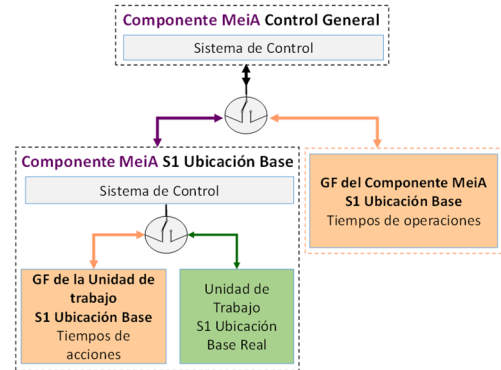 Componente MeiA Control General
Sistema de Control
Componente MeiA S1 Ubicación Base
Sistema de Control
GF del Componente MeiA
S1 Ubicación Base
Tiempos de operaciones
GF de la Unidad de
trabajo
S1 Ubicación Base
Tiempos de
acciones
Unidad de
Trabajo
S1 Ubicación
Base Real